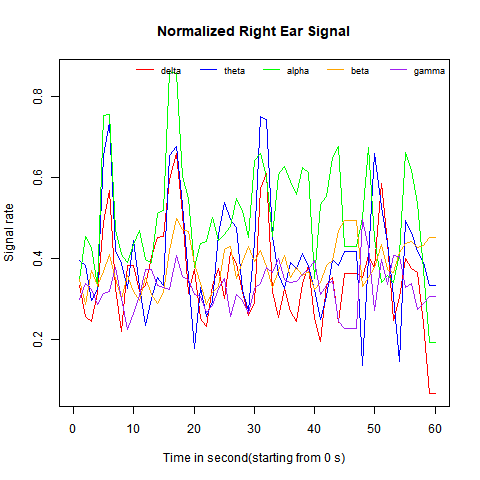 Normalized Right Ear Signal
delta theta alpha beta gamma
Signal rate
0.8
0.6
0.4
0.2
0 10 20 30 40 50 60
Time in second(starting from 0 s)